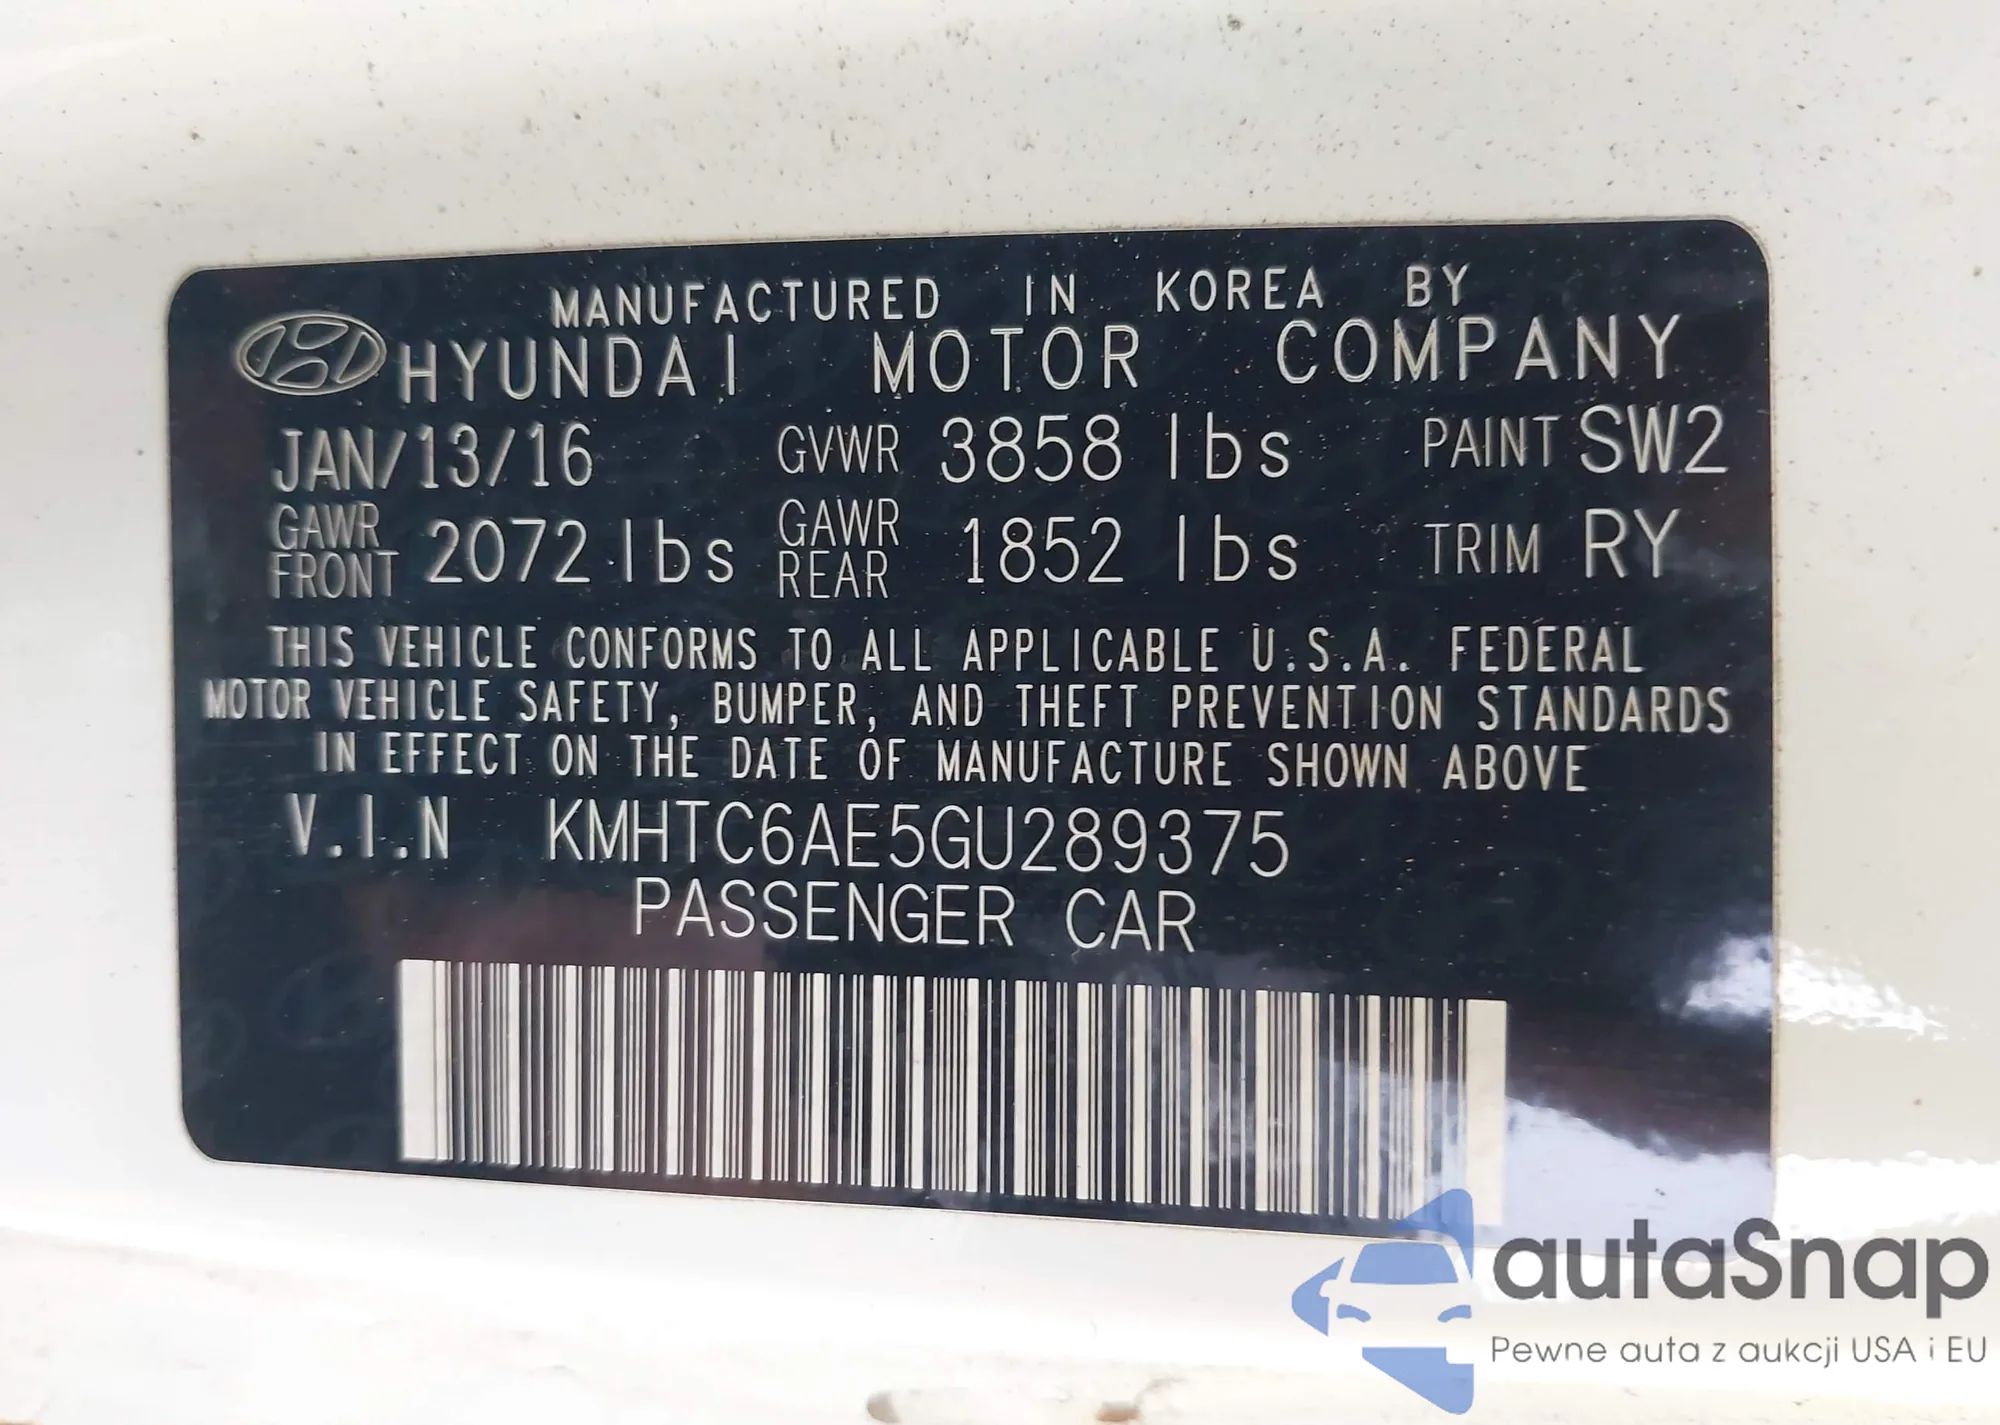 MANUFACTURED IN KOREA BY
HYUNDAI MOTOR COMPANY
JAN/13/16 GVWR 3858 lbs PAINT SW2
GAWR FRONT 2072 lbs GAWR REAR 1852 lbs TRIM RY
THIS VEHICLE CONFORMS TO ALL APPLICABLE U.S.A. FEDERAL
MOTOR VEHICLE SAFETY, BUMPER, AND THEFT PREVENTION STANDARDS
IN EFFECT ON THE DATE OF MANUFACTURE SHOWN ABOVE
V.I.N KMHTC6AE5GU289375
PASSENGER CAR
autaSnap
Pewne auta z aukcji USA i EU